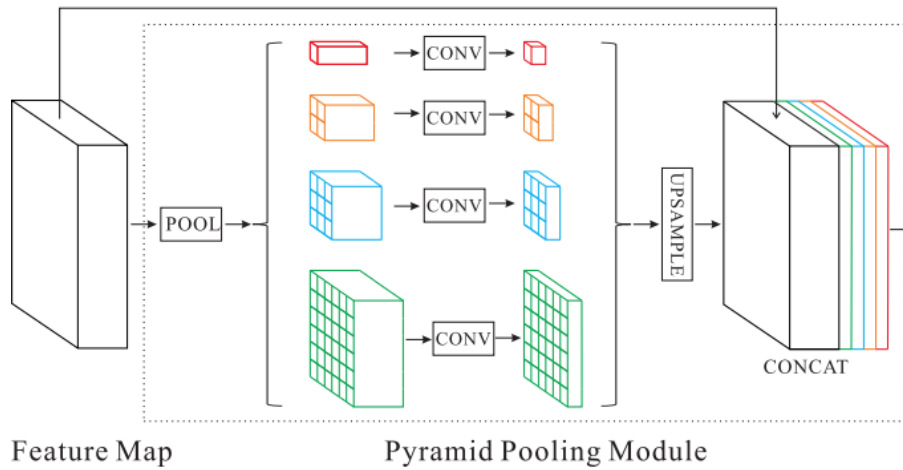 CONV
CONV
POOL
CONV
UPSAMPLE
CONV
CONCAT
Feature Map
Pyramid Pooling Module